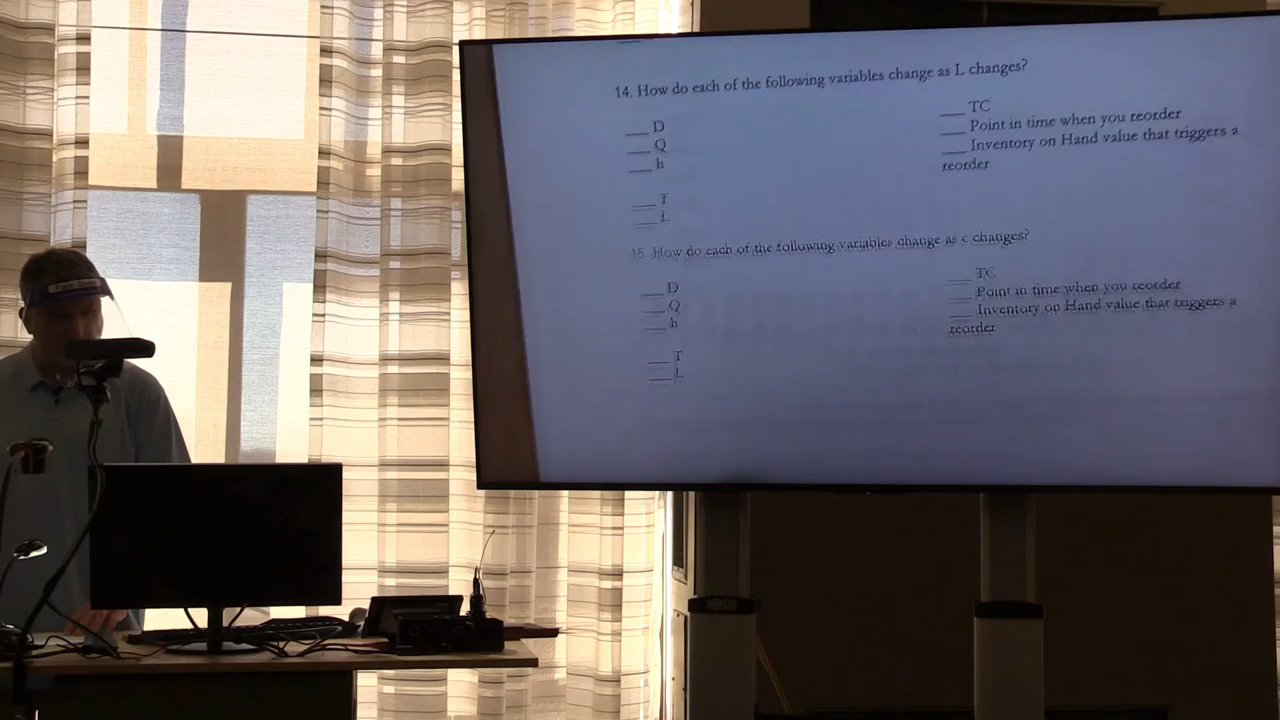 14. How do each of the following variables change as L changes?
___ D
___ Q
___ h
___ T
___ L
___ TC
___ Point in time when you reorder
___ Inventory on Hand value that triggers a
reorder
15. How do each of the following variables change as c changes?
___ D
___ Q
___ h
___ T
___ L
___ TC
___ Point in time when you reorder
___ Inventory on Hand value that triggers a
reorder